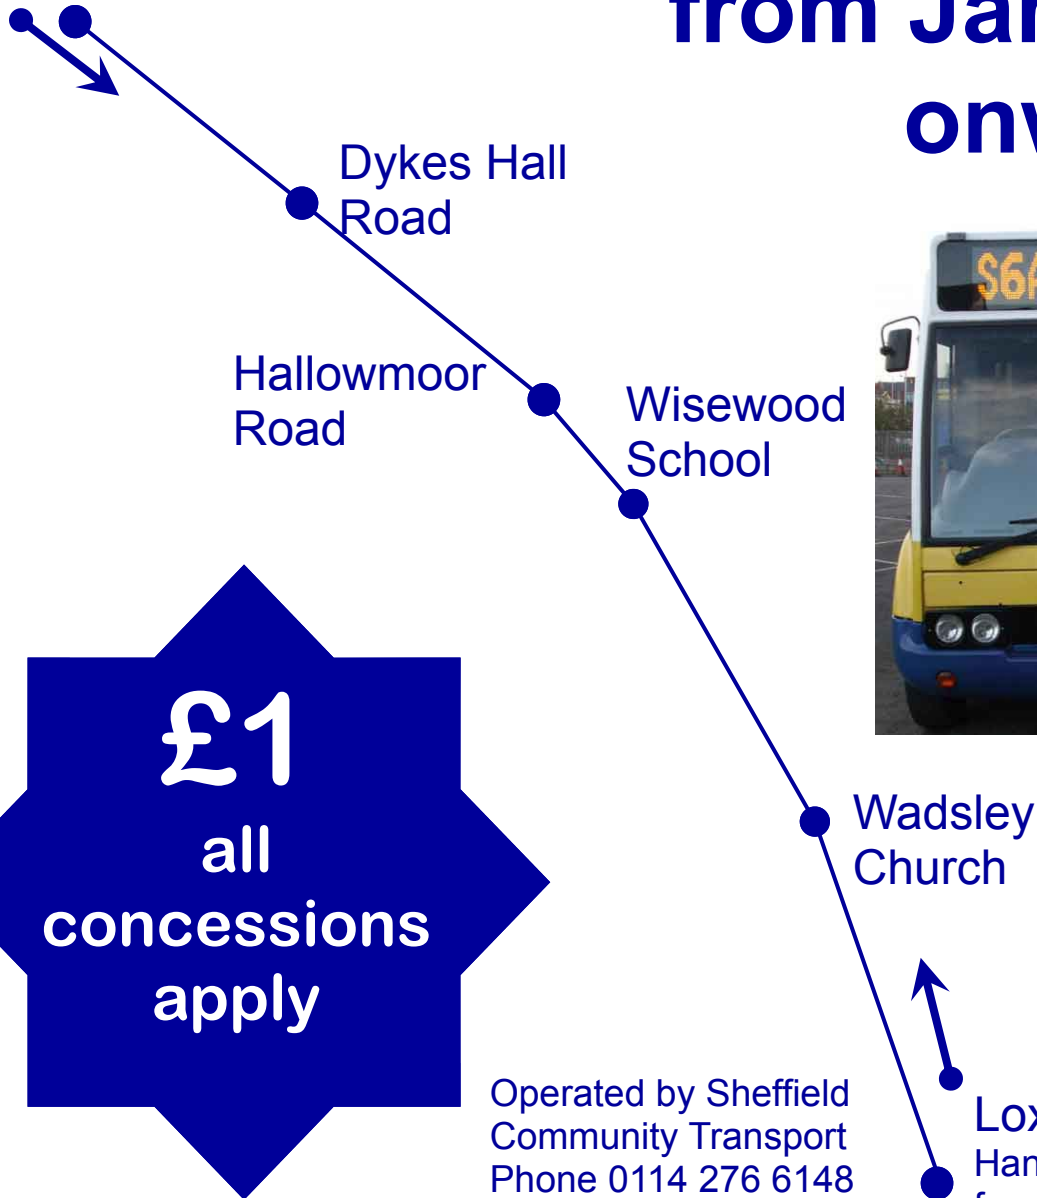 from
Dykes Hall
Road
Hallowmoor
Road
Wisewood
School
£1
all
concessions
apply
Wadsley
Church
Operated by Sheffield
Community Transport
Phone 0114 276 6148